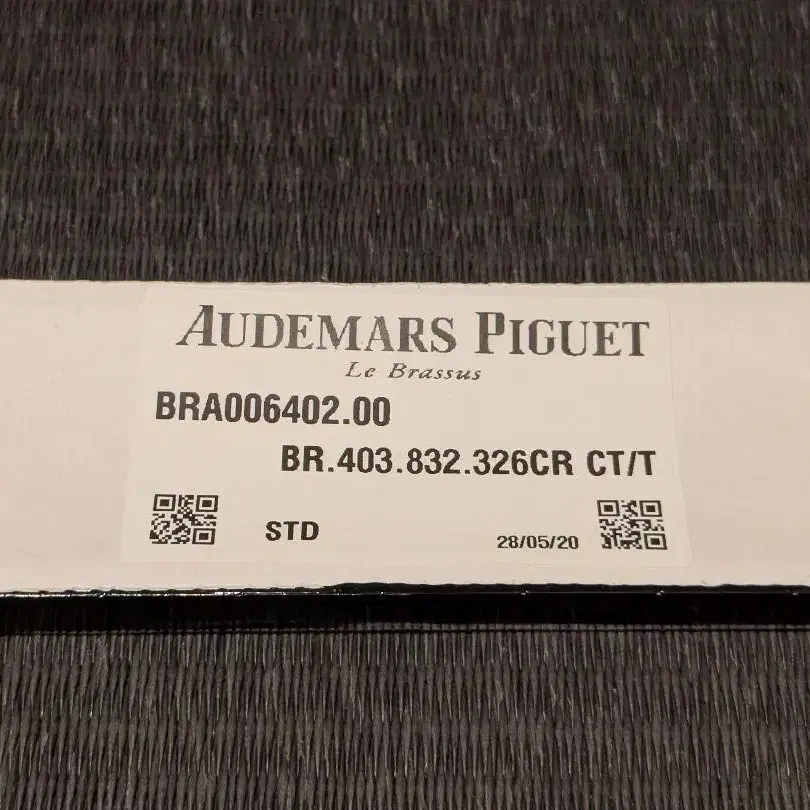 AUDEMARS PIGUET
Le Brassus
BRA006402.00
BR.403.832.326CR CT/T
STD
28/05/20